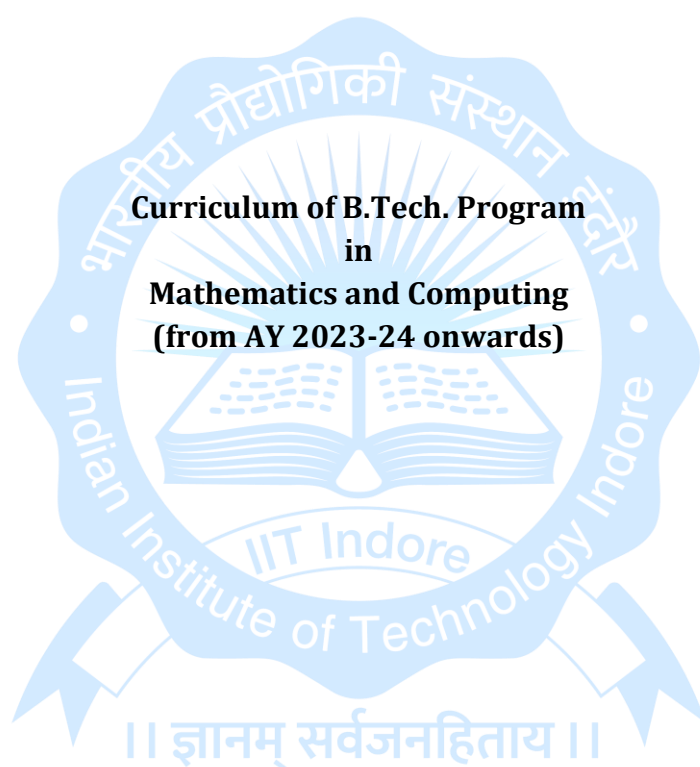 भारतीय प्रौद्योगिकी संस्थान इंदौर
Curriculum of B.Tech. Program
in
Mathematics and Computing
(from AY 2023-24 onwards)
IIT Indore
Indian Institute of Technology Indore
।। ज्ञानम् सर्वजनहिताय ।।